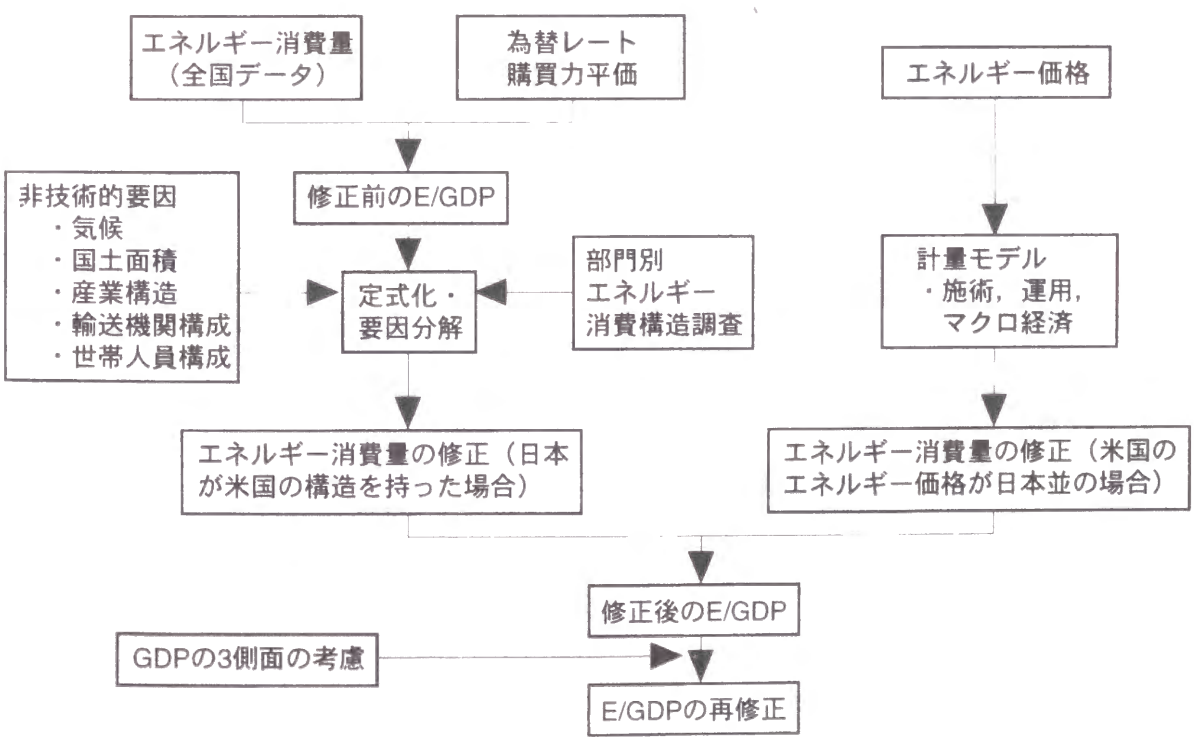 エネルギー消費量
(全国データ)
為替レート
購買力平価
エネルギー価格
修正前のE/GDP
非技術的要因
・気候
・国土面積
・産業構造
・輸送機関構成
・世帯人員構成
定式化・
要因分解
部門別
エネルギー
消費構造調査
計量モデル
・施術，運用，
マクロ経済
エネルギー消費量の修正（日本
が米国の構造を持った場合）
エネルギー消費量の修正（米国の
エネルギー価格が日本並の場合）
修正後のE/GDP
GDPの3側面の考慮
E/GDPの再修正